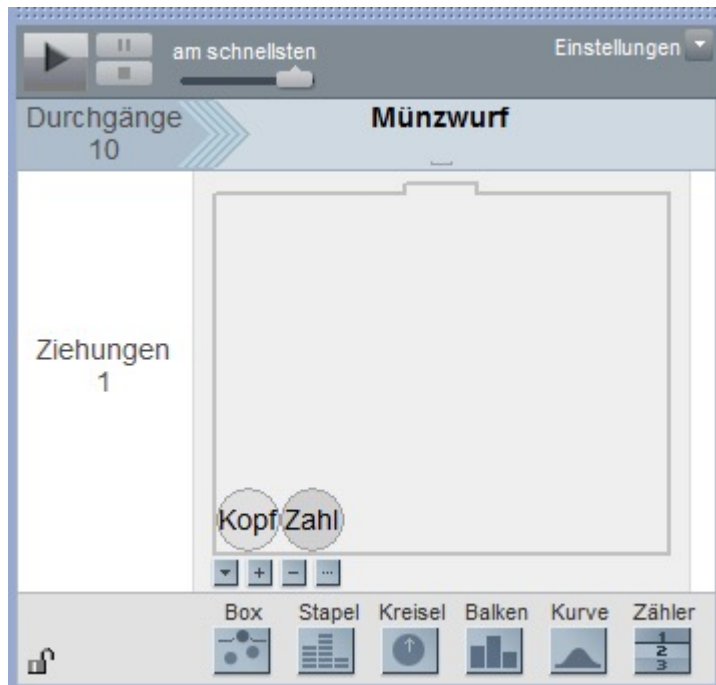 am schnellsten
Einstellungen
Durchgänge
10
Münzwurf
Ziehungen
1
Kopf Zahl
+ − ...
Box Stapel Kreisel Balken Kurve Zähler
1
2
3